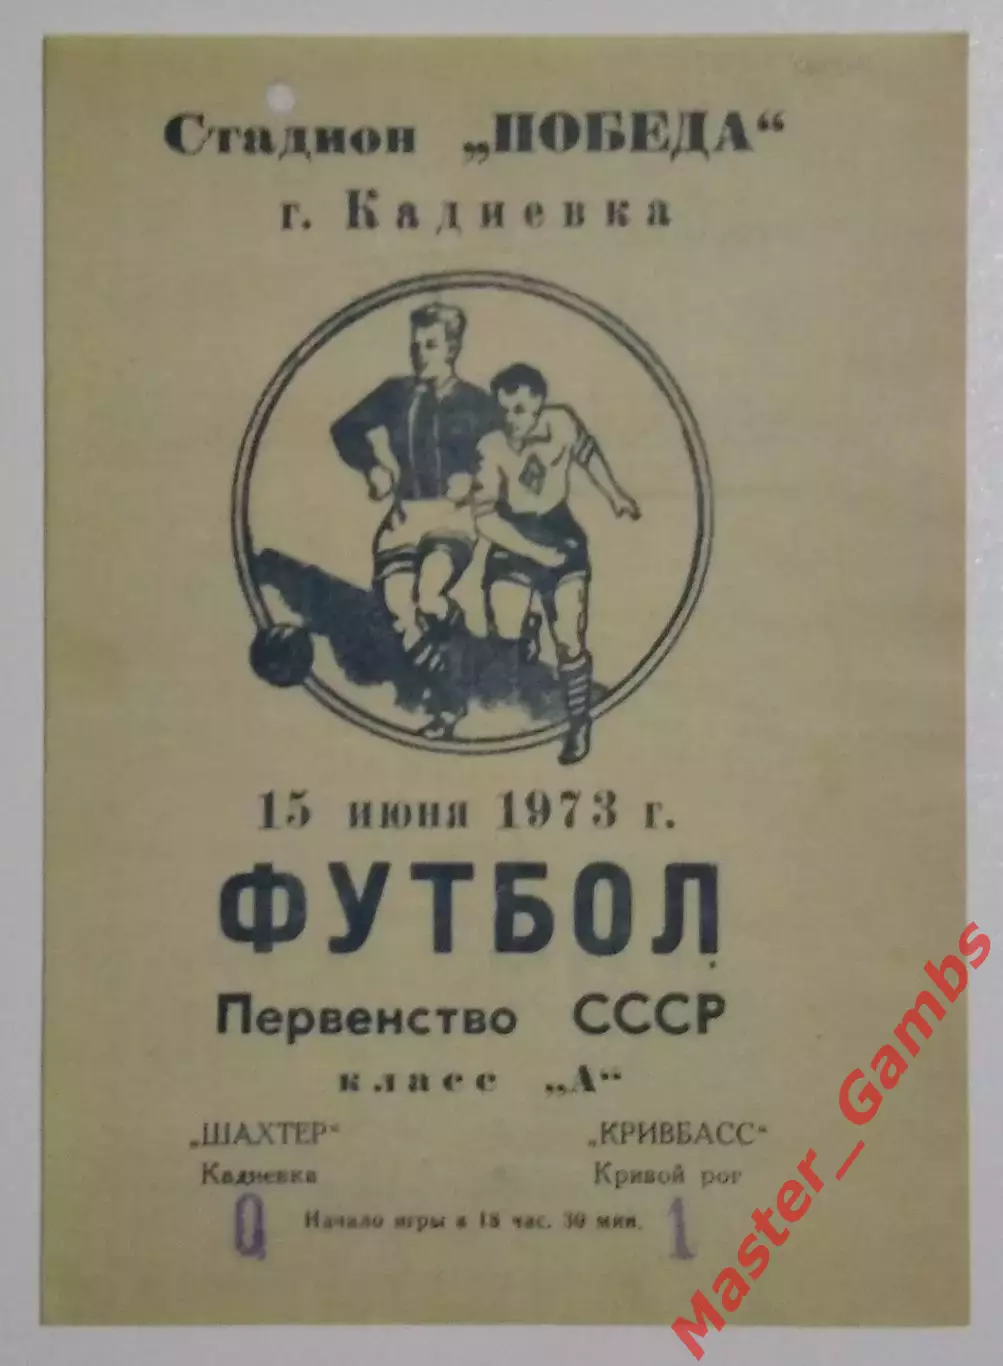 Стадион „ПОБЕДА“
г. Кадиевка
15 июня 1973 г.
ФУТБОЛ
Первенство СССР
класс „А“
„ШАХТЕР“ „КРИВБАСС“
Кадиевка Кривой рог
0 Начало игры в 18 час. 30 мин. 1
Master_Gambs